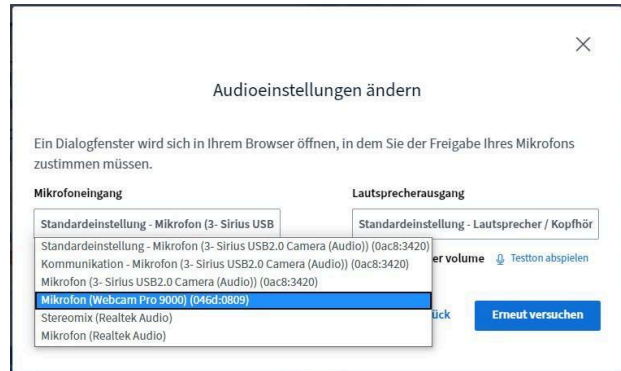 Audioeinstellungen ändern
Ein Dialogfenster wird sich in Ihrem Browser öffnen, in dem Sie der Freigabe Ihres Mikrofons
zustimmen müssen.
Mikrofoneingang
Lautsprecherausgang
Standardeinstellung - Mikrofon (3- Sirius USB
Standardeinstellung - Lautsprecher / Kopfhör
Standardeinstellung - Mikrofon (3- Sirius USB2.0 Camera (Audio)) (0ac8:3420)
Kommunikation - Mikrofon (3- Sirius USB2.0 Camera (Audio)) (0ac8:3420)
Mikrofon (3- Sirius USB2.0 Camera (Audio)) (0ac8:3420)
Mikrofon (Webcam Pro 9000) (046d:0809)
Stereomix (Realtek Audio)
Mikrofon (Realtek Audio)
er volume
Testton abspielen
ück
Erneut versuchen